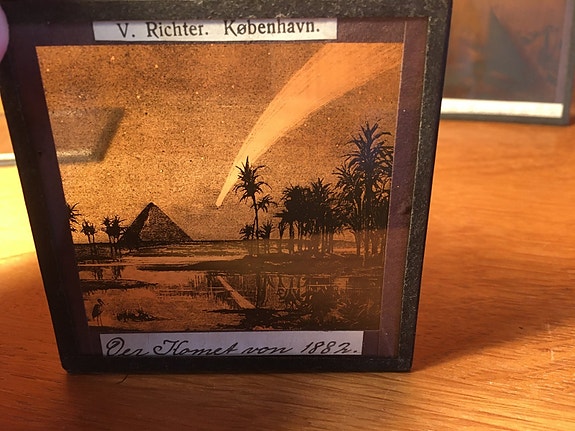 V. Richter. København.
Der Komet von 1882.